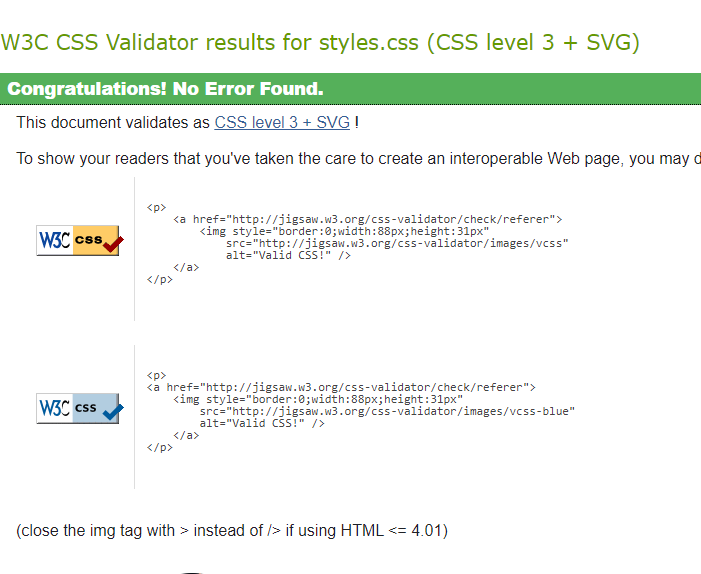 W3C CSS Validator results for styles.css (CSS level 3 + SVG)
Congratulations! No Error Found.
This document validates as CSS level 3 + SVG !
To show your readers that you've taken the care to create an interoperable Web page, you may d
<p>
<a href="http://jigsaw.w3.org/css-validator/check/referer">
<img style="border:0;width:88px;height:31px"
src="http://jigsaw.w3.org/css-validator/images/vcss"
alt="Valid CSS!" />
</a>
</p>
W3C css
<p>
<a href="http://jigsaw.w3.org/css-validator/check/referer">
<img style="border:0;width:88px;height:31px"
src="http://jigsaw.w3.org/css-validator/images/vcss-blue"
alt="Valid CSS!" />
</a>
</p>
W3C css
(close the img tag with > instead of /> if using HTML <= 4.01)